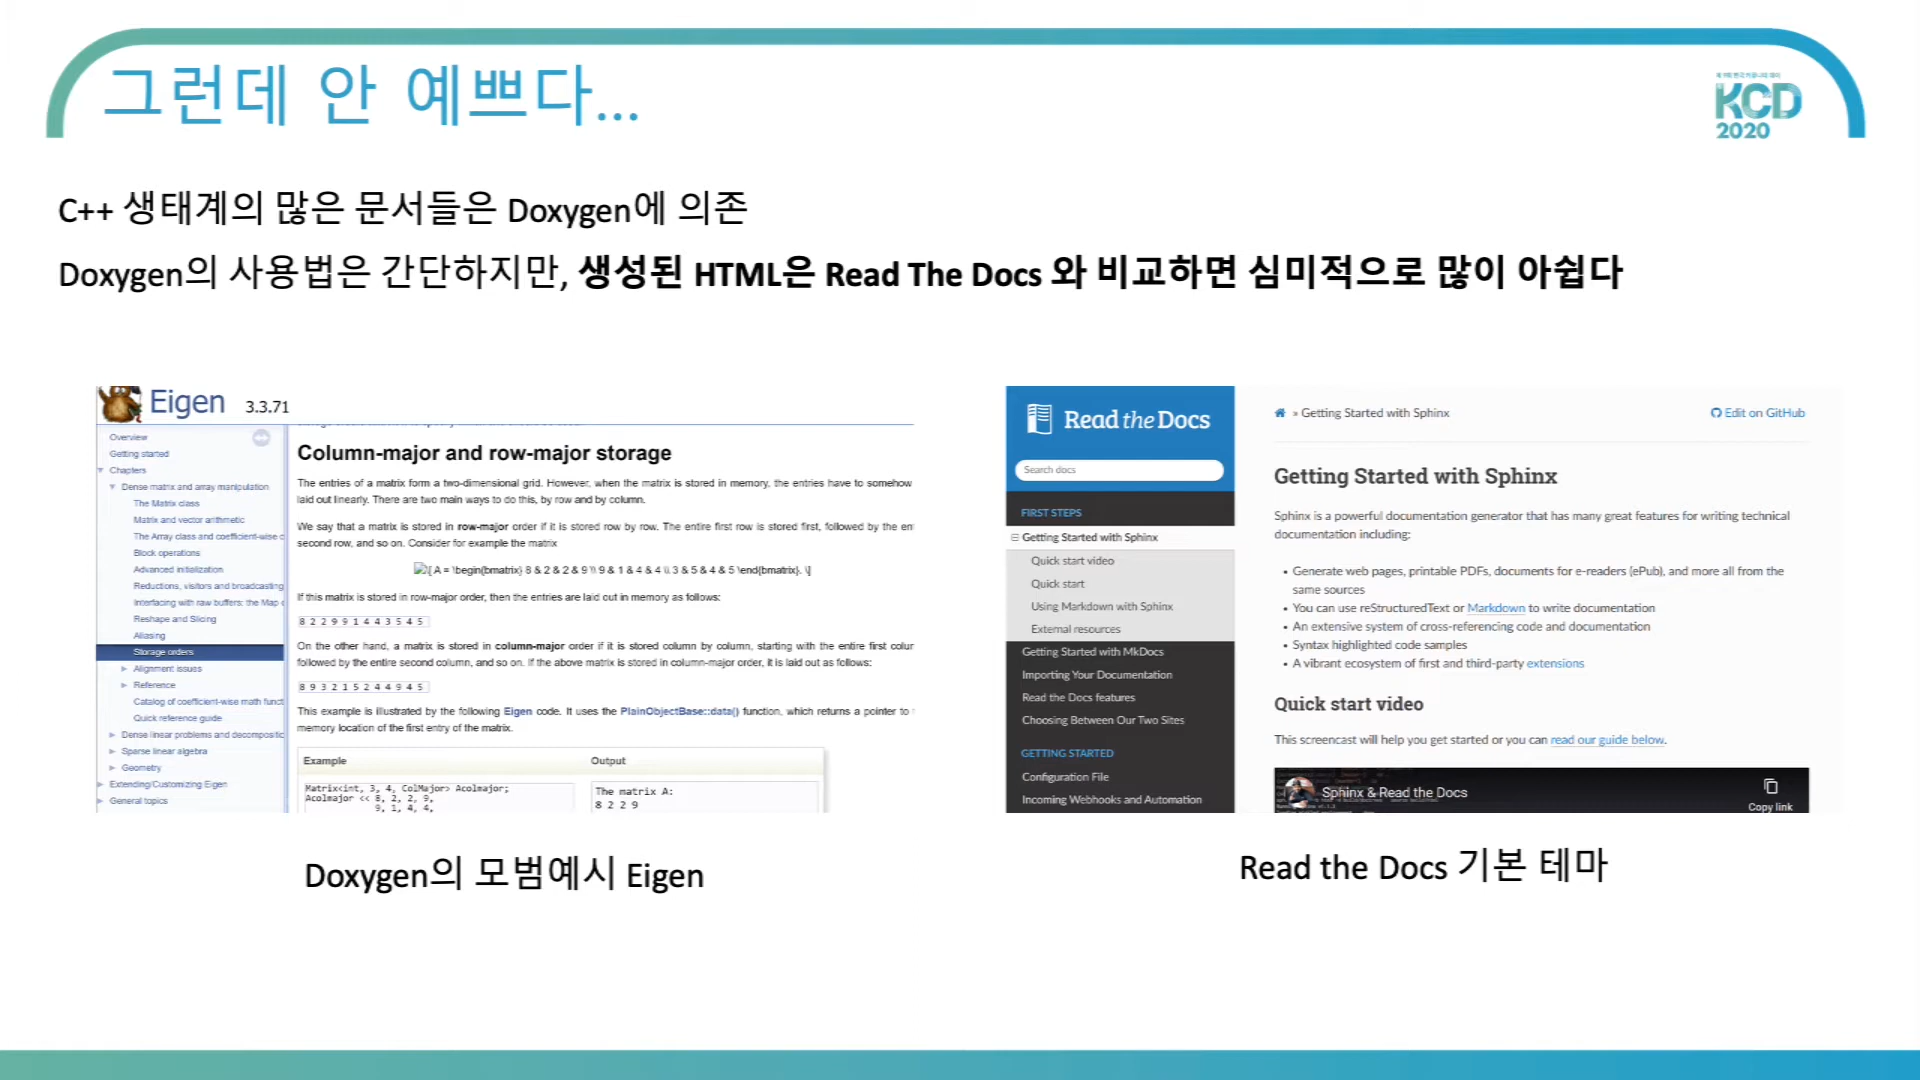 그런데 안 예쁘다...
제 9회 한국 커뮤니티 데이
KCD
2020
C++ 생태계의 많은 문서들은 Doxygen에 의존
Doxygen의 사용법은 간단하지만, 생성된 HTML은 Read The Docs 와 비교하면 심미적으로 많이 아쉽다
Eigen 3.3.71
Overview
Getting started
Chapters
Dense matrix and array manipulation
The Matrix class
Matrix and vector arithmetic
The Array class and coefficient-wise c
Block operations
Advanced initialization
Reductions, visitors and broadcasting
Interfacing with raw buffers: the Map c
Reshape and Slicing
Aliasing
Storage orders
Alignment issues
Reference
Catalog of coefficient-wise math funct
Quick reference guide
Dense linear problems and decompositic
Sparse linear algebra
Geometry
Extending/Customizing Eigen
General topics
Column-major and row-major storage
The entries of a matrix form a two-dimensional grid. However, when the matrix is stored in memory, the entries have to somehow
laid out linearly. There are two main ways to do this, by row and by column.
We say that a matrix is stored in row-major order if it is stored row by row. The entire first row is stored first, followed by the en
second row, and so on. Consider for example the matrix
\[ A = \begin{bmatrix} 8 & 2 & 2 & 9 \\ 9 & 1 & 4 & 4 \\ 3 & 5 & 4 & 5 \end{bmatrix}. \]
If this matrix is stored in row-major order, then the entries are laid out in memory as follows:
8 2 2 9 9 1 4 4 3 5 4 5
On the other hand, a matrix is stored in column-major order if it is stored column by column, starting with the entire first colur
followed by the entire second column, and so on. If the above matrix is stored in column-major order, it is laid out as follows:
8 9 3 2 1 5 2 4 4 9 4 5
This example is illustrated by the following Eigen code. It uses the PlainObjectBase::data() function, which returns a pointer to
memory location of the first entry of the matrix.
Example Output
Matrix<int, 3, 4, ColMajor> Acolmajor;
Acolmajor << 8, 2, 2, 9,
9, 1, 4, 4,
The matrix A:
8 2 2 9
Doxygen의 모범예시 Eigen
Read the Docs
Search docs
FIRST STEPS
Getting Started with Sphinx
Quick start video
Quick start
Using Markdown with Sphinx
External resources
Getting Started with MkDocs
Importing Your Documentation
Read the Docs features
Choosing Between Our Two Sites
GETTING STARTED
Configuration File
Incoming Webhooks and Automation
» Getting Started with Sphinx
Edit on GitHub
Getting Started with Sphinx
Sphinx is a powerful documentation generator that has many great features for writing technical
documentation including:
• Generate web pages, printable PDFs, documents for e-readers (ePub), and more all from the
same sources
• You can use reStructuredText or Markdown to write documentation
• An extensive system of cross-referencing code and documentation
• Syntax highlighted code samples
• A vibrant ecosystem of first and third-party extensions
Quick start video
This screencast will help you get started or you can read our guide below.
Sphinx & Read the Docs
Copy link
Read the Docs 기본 테마